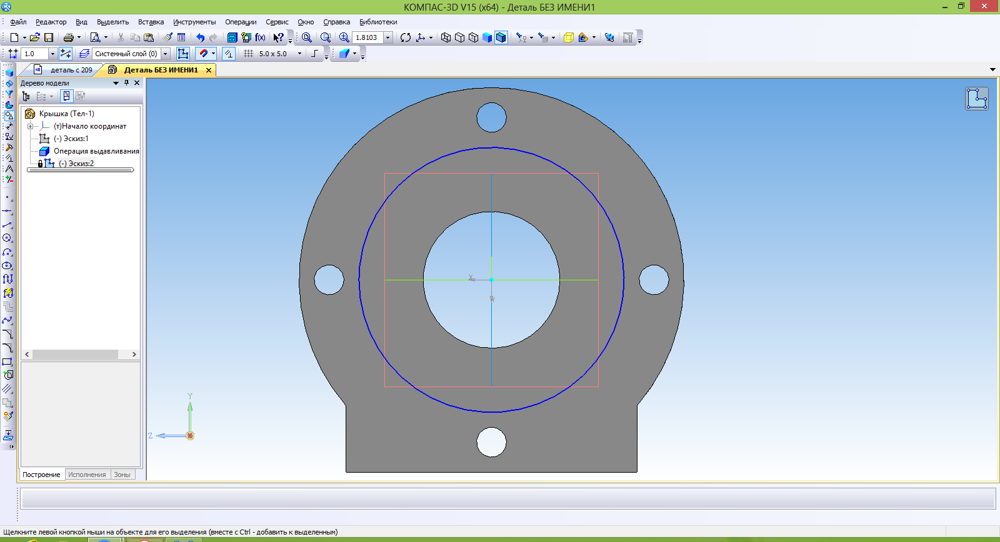 КОМПАС-3D V15 (x64) - Деталь БЕЗ ИМЕНИ1
Файл Редактор Вид Выделить Вставка Инструменты Операции Сервис Окно Справка Библиотеки
f(x) 1.8103
1.0 Системный слой (0) 5.0 x 5.0
деталь с 209 Деталь БЕЗ ИМЕНИ1
Дерево модели
Крышка (Тел-1)
(т)Начало координат
(-) Эскиз:1
Операция выдавливания
(-) Эскиз:2
X
Y
Y
Z
Построение Исполнения Зоны
Щелкните левой кнопкой мыши на объекте для его выделения (вместе с Ctrl - добавить к выделенным)